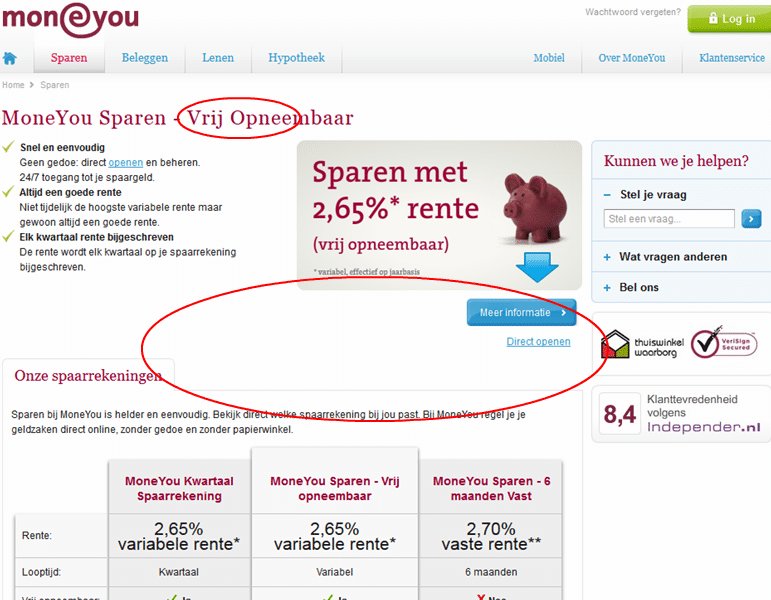 moneyou
Wachtwoord vergeten?
Log in
Sparen
Beleggen
Lenen
Hypotheek
Mobiel
Over MoneYou
Klantenservice
Home > Sparen
MoneYou Sparen - Vrij Opneembaar
Snel en eenvoudig
Geen gedoe: direct openen en beheren.
24/7 toegang tot je spaargeld.
Altijd een goede rente
Niet tijdelijk de hoogste variabele rente maar
gewoon altijd een goede rente.
Elk kwartaal rente bijgeschreven
De rente wordt elk kwartaal op je spaarrekening
bijgeschreven.
Sparen met
2,65%* rente
(vrij opneembaar)
* variabel, effectief op jaarbasis
Meer informatie
Direct openen
Kunnen we je helpen?
Stel je vraag
Stel een vraag...
Wat vragen anderen
Bel ons
thuiswinkel
waarborg
VeriSign
Secured
8,4
Klanttevredenheid
volgens
Independer.nl
Onze spaarrekeningen
Sparen bij MoneYou is helder en eenvoudig. Bekijk direct welke spaarrekening bij jou past. Bij MoneYou regel je je
geldzaken direct online, zonder gedoe en zonder papierwinkel.
MoneYou Kwartaal
Spaarrekening
MoneYou Sparen - Vrij
opneembaar
MoneYou Sparen - 6
maanden Vast
Rente:
2,65%
variabele rente*
2,65%
variabele rente*
2,70%
vaste rente**
Looptijd:
Kwartaal
Variabel
6 maanden